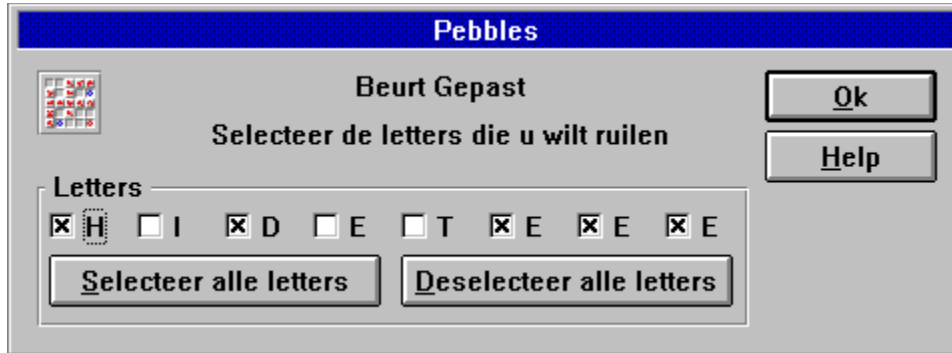 Pebbles
Beurt Gepast
Selecteer de letters die u wilt ruilen
Ok
Help
Letters
H I D E T E E E
Selecteer alle letters Deselecteer alle letters